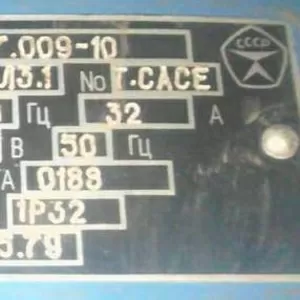 .009-10 СССР
Л3.1 № Т.САСЕ
Гц 32 А
В 50 Гц
А 0188
1Р32
5.79